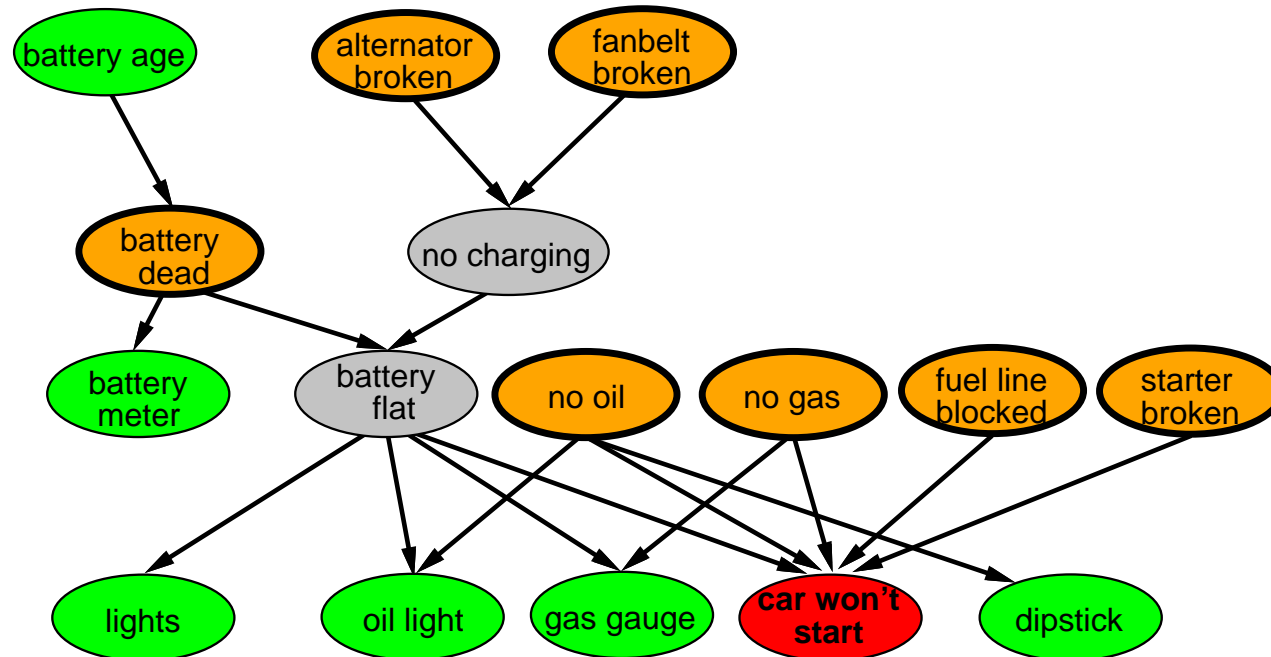 battery age
alternator
broken
fanbelt
broken
battery
dead
no charging
battery
meter
battery
flat
no oil
no gas
fuel line
blocked
starter
broken
lights
oil light
gas gauge
car won't
start
dipstick